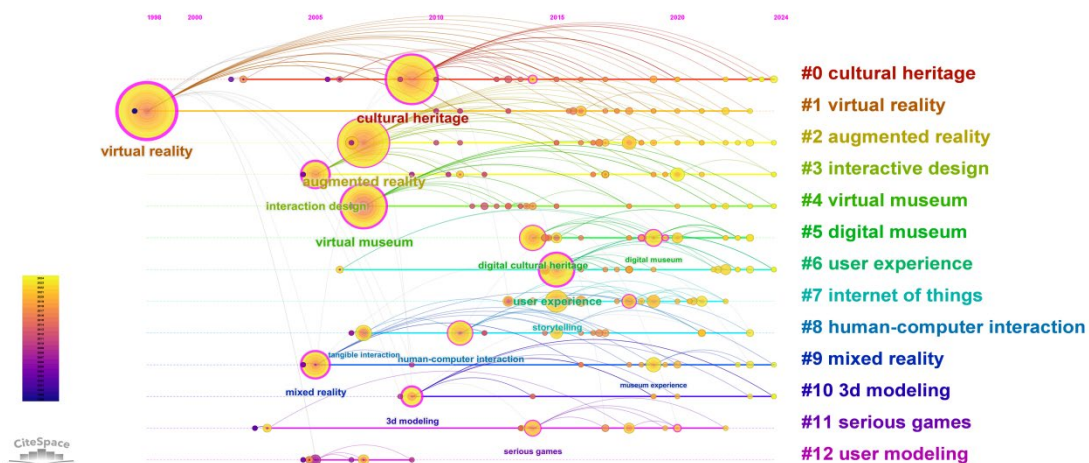 1998 2000 2005 2010 2015 2020 2024
#0 cultural heritage
#1 virtual reality
cultural heritage
#2 augmented reality
virtual reality
#3 interactive design
augmented reality
#4 virtual museum
interaction design
#5 digital museum
virtual museum
#6 user experience
digital museum
digital cultural heritage
#7 internet of things
user experience
#8 human-computer interaction
storytelling
#9 mixed reality
tangible interaction
human-computer interaction
#10 3d modeling
mixed reality
museum experience
#11 serious games
3d modeling
#12 user modeling
serious games
CiteSpace